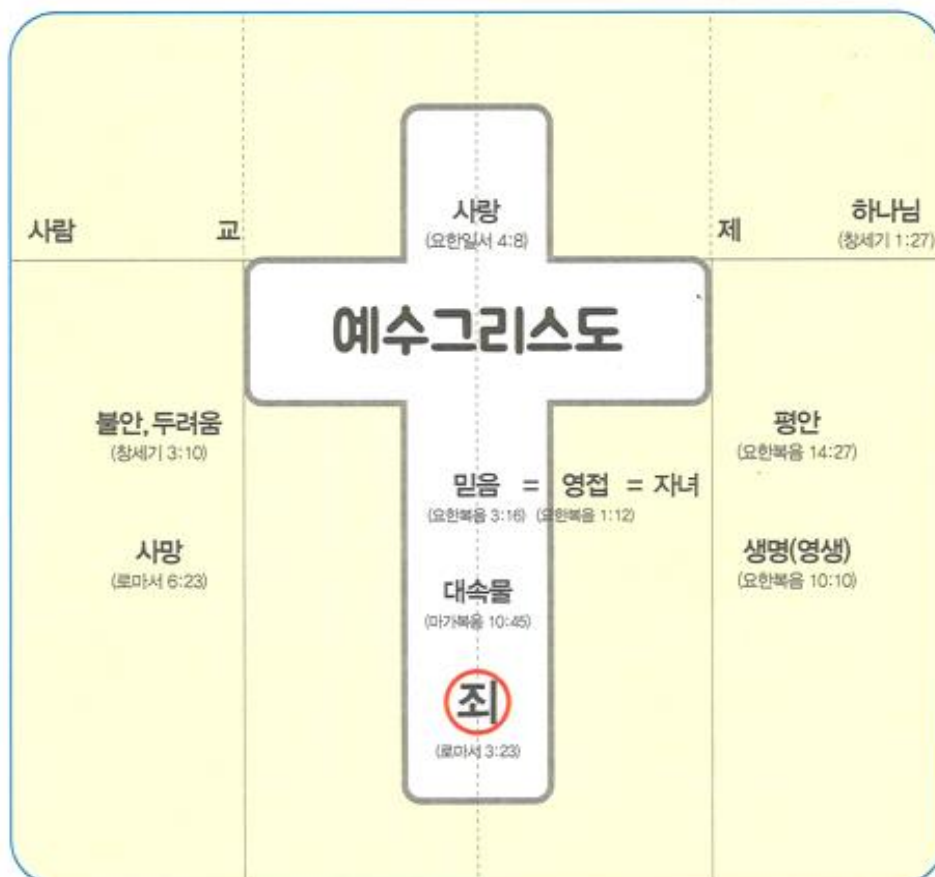 사랑
(요한일서 4:8)
사람 교 제 하나님
(창세기 1:27)
예수그리스도
불안, 두려움
(창세기 3:10)
평안
(요한복음 14:27)
믿음 = 영접 = 자녀
(요한복음 3:16) (요한복음 1:12)
사망
(로마서 6:23)
생명(영생)
(요한복음 10:10)
대속물
(마가복음 10:45)
죄
(로마서 3:23)